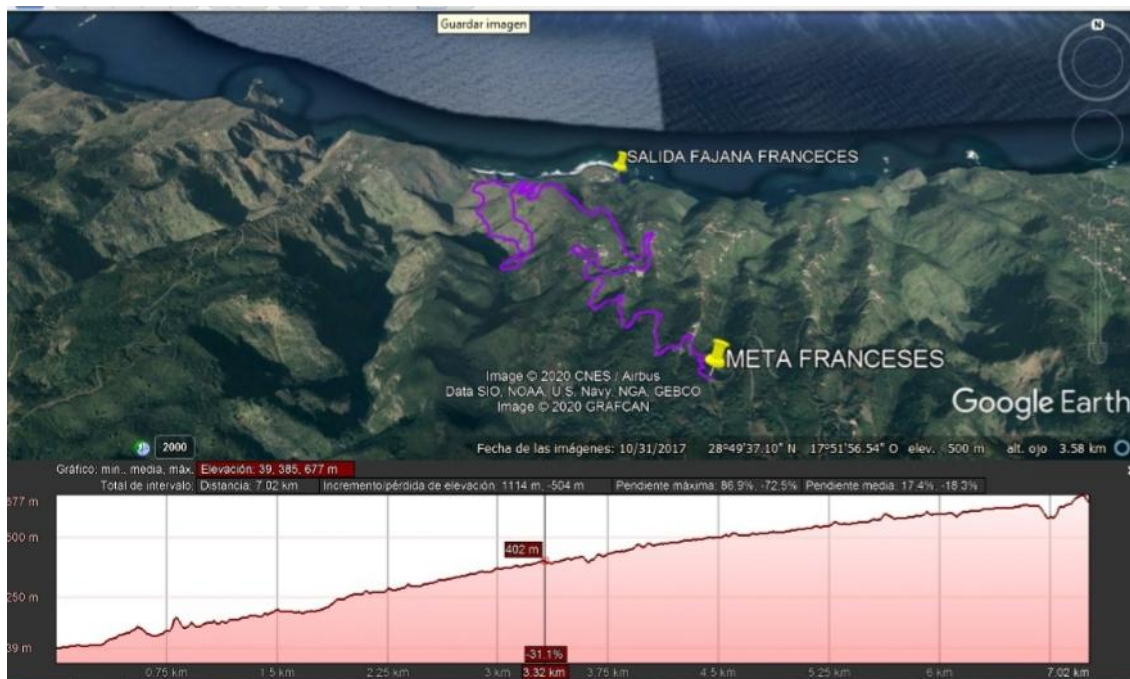 Guardar imagen
N
SALIDA FAJANA FRANCECES
META FRANCESES
Image © 2020 CNES / Airbus
Data SIO, NOAA, U.S. Navy, NGA, GEBCO
Image © 2020 GRAFCAN
Google Earth
2000
Fecha de las imágenes: 10/31/2017 28º49'37.10" N 17º51'56.54" O elev. 500 m alt. ojo 3.58 km
Gráfico: min., media, máx. Elevación: 39, 385, 677 m
Total de intervalo: Distancia: 7.02 km Incremento/pérdida de elevación: 1114 m, -504 m Pendiente máxima: 86.9%, -72.5% Pendiente media: 17.4%, -18.3%
677 m
500 m
402 m
250 m
39 m
-31.1%
0.75 km 1.5 km 2.25 km 3 km 3.32 km 3.75 km 4.5 km 5.25 km 6 km 7.02 km